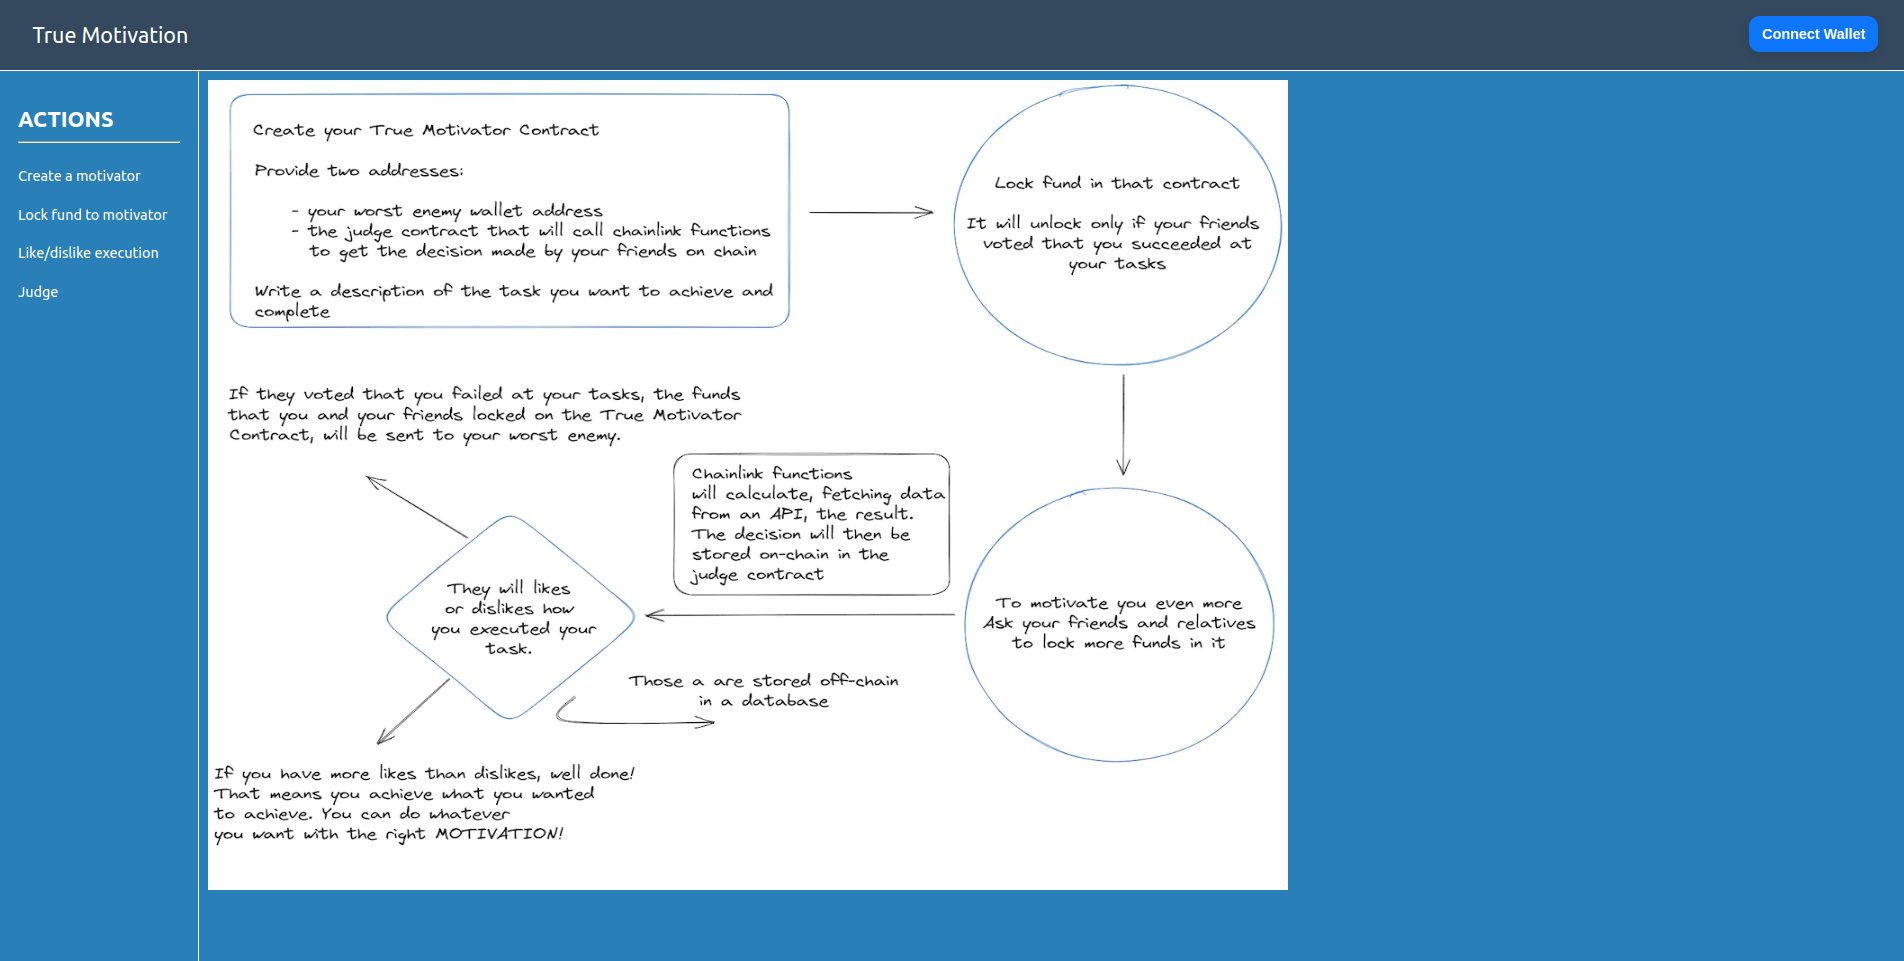 True Motivation
Connect Wallet
ACTIONS
Create a motivator
Lock fund to motivator
Like/dislike execution
Judge
Create your True Motivator Contract
Provide two addresses:
- your worst enemy wallet address
- the judge contract that will call chainlink functions
to get the decision made by your friends on chain
Write a description of the task you want to achieve and
complete
Lock fund in that contract
It will unlock only if your friends
voted that you succeeded at
your tasks
If they voted that you failed at your tasks, the funds
that you and your friends locked on the True Motivator
Contract, will be sent to your worst enemy.
Chainlink functions
will calculate, fetching data
from an API, the result.
The decision will then be
stored on-chain in the
judge contract
They will likes
or dislikes how
you executed your
task.
To motivate you even more
Ask your friends and relatives
to lock more funds in it
Those a are stored off-chain
in a database
If you have more likes than dislikes, well done!
That means you achieve what you wanted
to achieve. You can do whatever
you want with the right MOTIVATION!